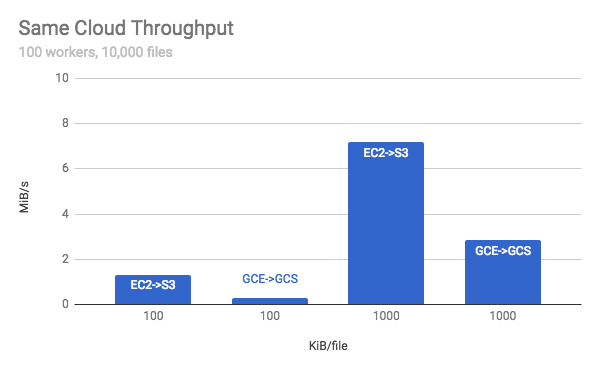 Same Cloud Throughput
100 workers, 10,000 files
10
8
6
4
2
0
MiB/s
EC2->S3
GCE->GCS
EC2->S3
GCE->GCS
100
100
1000
1000
KiB/file